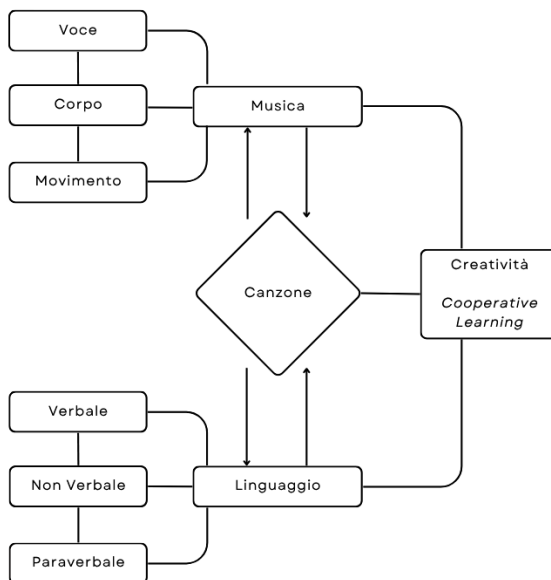 Voce
Corpo
Musica
Movimento
Canzone
Creatività
Cooperative
Learning
Verbale
Non Verbale
Linguaggio
Paraverbale